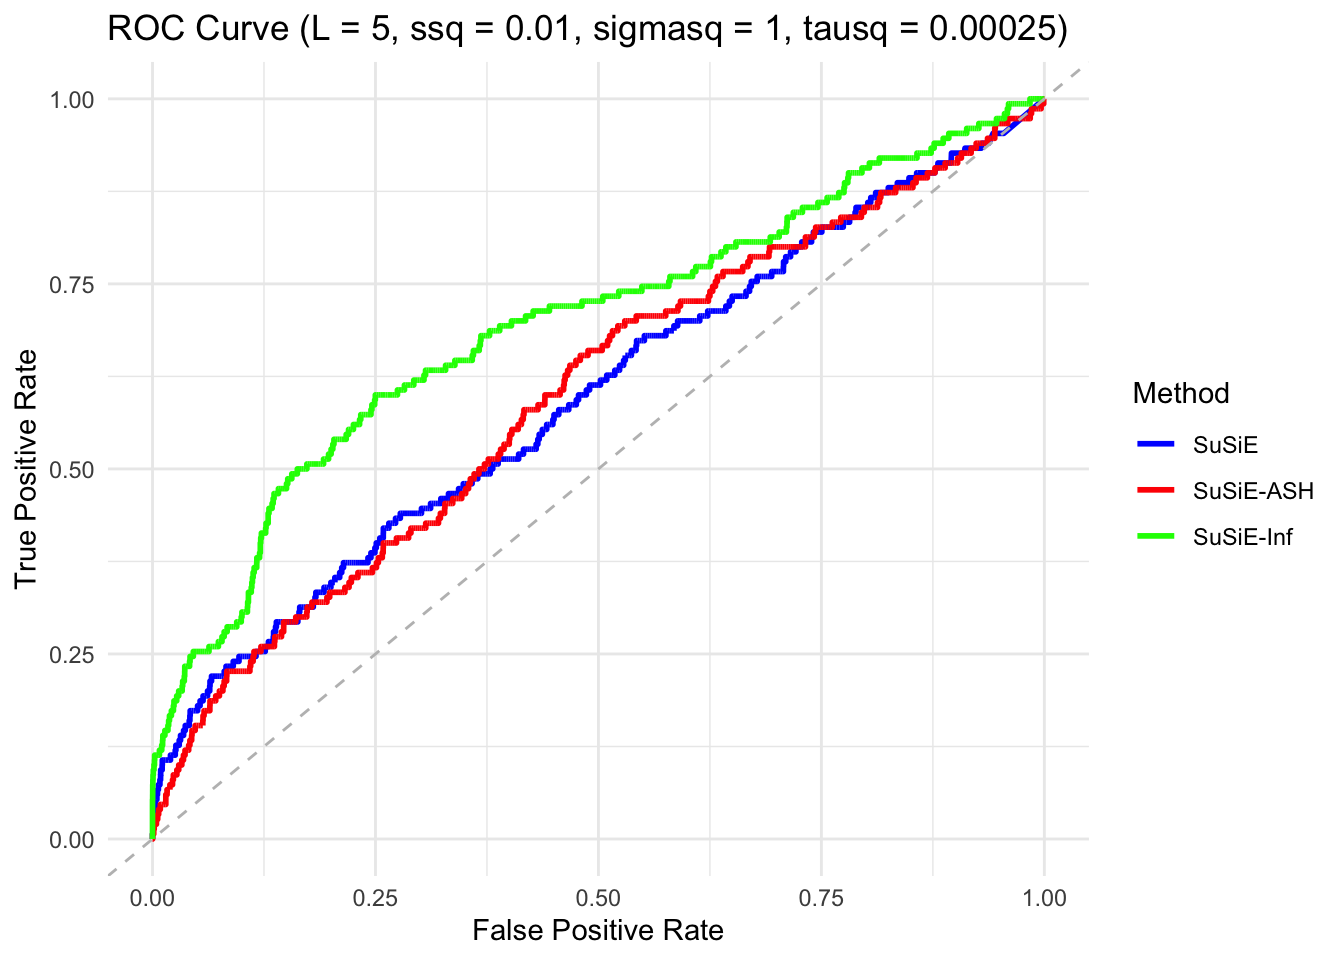 ROC Curve (L = 5, ssq = 0.01, sigmasq = 1, tausq = 0.00025)
True Positive Rate
1.00
0.75
0.50
0.25
0.00
0.00 0.25 0.50 0.75 1.00
False Positive Rate
Method
SuSiE
SuSiE-ASH
SuSiE-Inf